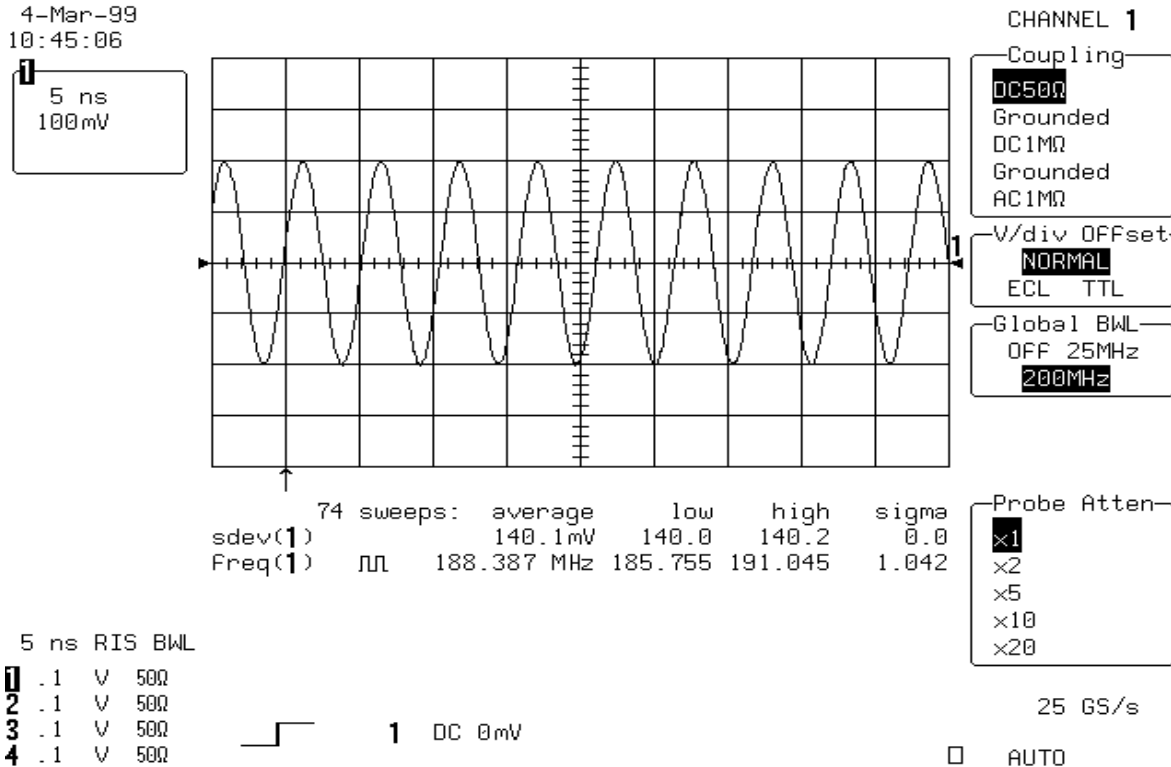 4-Mar-99
10:45:06
1
5 ns
100mV
1
CHANNEL 1
Coupling
DC50Ω
Grounded
DC1MΩ
Grounded
AC1MΩ
V/div Offset
NORMAL
ECL TTL
Global BWL
OFF 25MHz
200MHz
74 sweeps: average low high sigma
sdev(1) 140.1mV 140.0 140.2 0.0
freq(1) 188.387 MHz 185.755 191.045 1.042
Probe Atten
×1
×2
×5
×10
×20
5 ns RIS BWL
1 .1 V 50Ω
2 .1 V 50Ω
3 .1 V 50Ω
4 .1 V 50Ω
1 DC 0mV
25 GS/s
AUTO